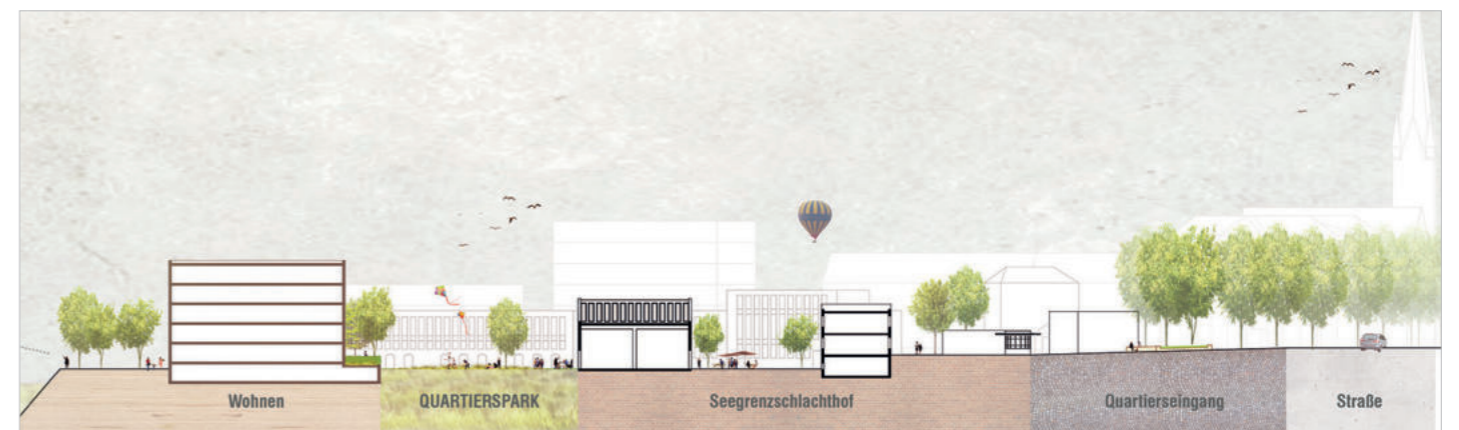 Wohnen
QUARTIERSPARK
Seegrenzschlachthof
Quartierseingang
Straße